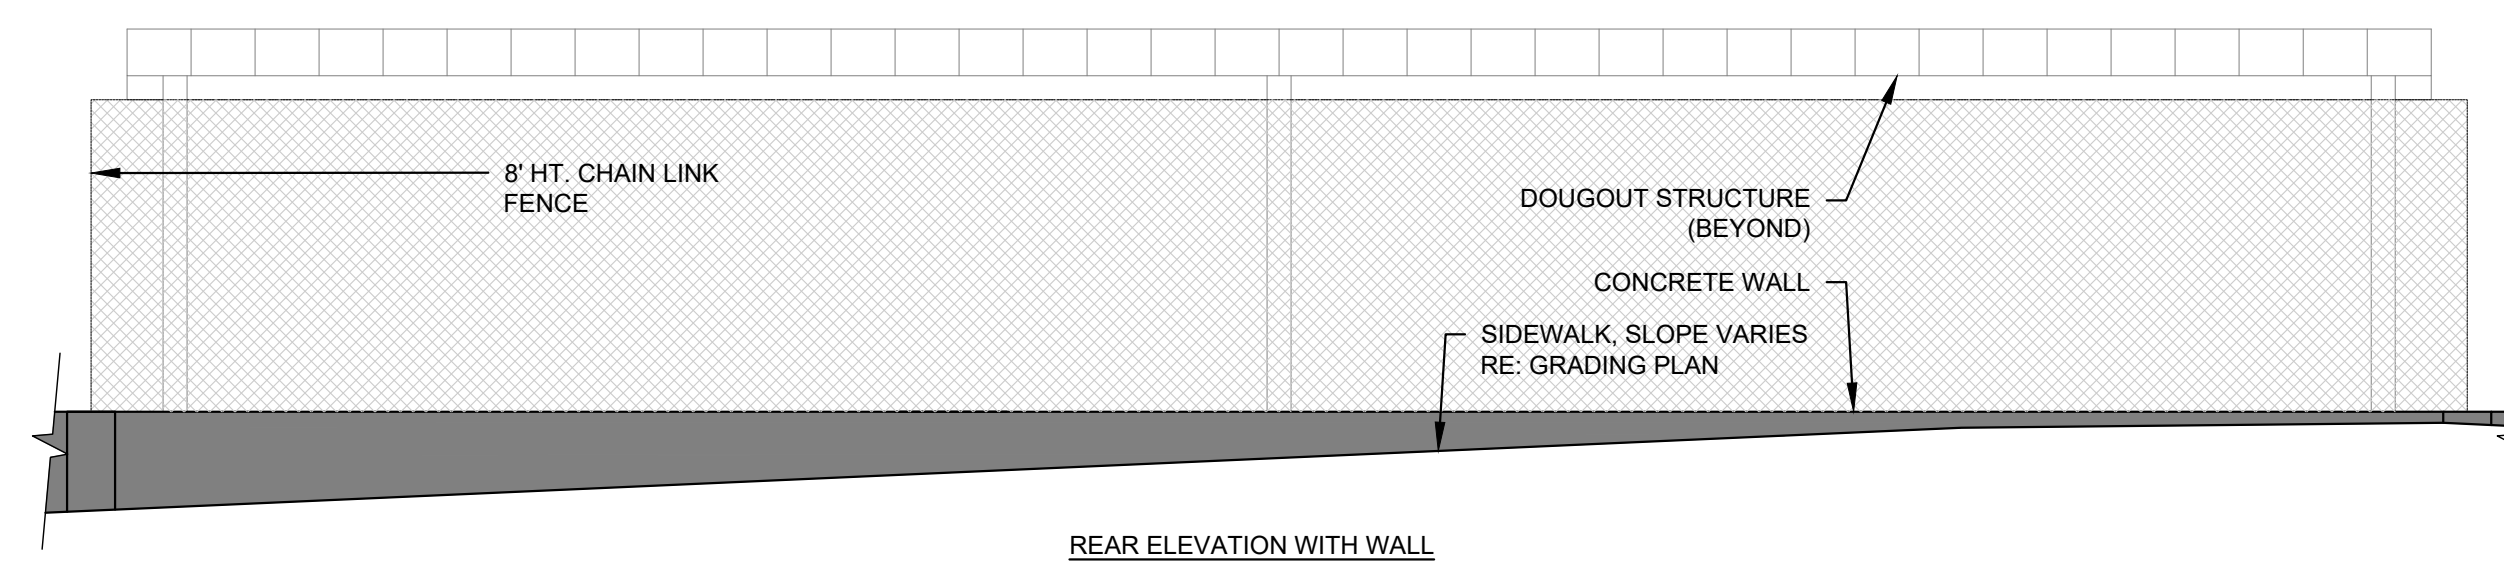 8' HT. CHAIN LINK
FENCE
DOUGOUT STRUCTURE
(BEYOND)
CONCRETE WALL
SIDEWALK, SLOPE VARIES
RE: GRADING PLAN
REAR ELEVATION WITH WALL